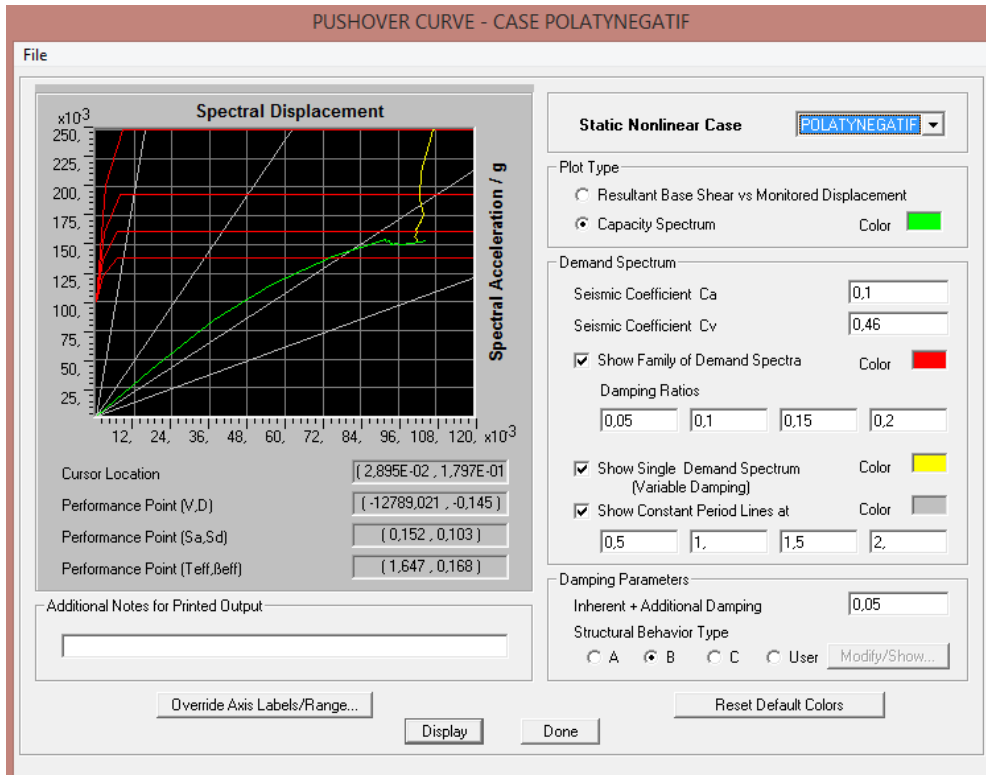 PUSHOVER CURVE - CASE POLATYNEGATIF
File
Spectral Displacement
x10³
250,
225,
200,
175,
150,
125,
100,
75,
50,
25,
12, 24, 36, 48, 60, 72, 84, 96, 108, 120, x10⁻³
Spectral Acceleration / g
Cursor Location
( 2,895E-02 , 1,797E-01
Performance Point (V,D)
( -12789,021 , -0,145 )
Performance Point (Sa,Sd)
( 0,152 , 0,103 )
Performance Point (Teff,ßeff)
( 1,647 , 0,168 )
Additional Notes for Printed Output
Override Axis Labels/Range...
Static Nonlinear Case
POLATYNEGATIF
Plot Type
Resultant Base Shear vs Monitored Displacement
Capacity Spectrum
Color
Demand Spectrum
Seismic Coefficient Ca
0,1
Seismic Coefficient Cv
0,46
Show Family of Demand Spectra
Color
Damping Ratios
0,05 0,1 0,15 0,2
Show Single Demand Spectrum
Color
(Variable Damping)
Show Constant Period Lines at
Color
0,5 1, 1,5 2,
Damping Parameters
Inherent + Additional Damping
0,05
Structural Behavior Type
A B C User Modify/Show...
Reset Default Colors
Display Done